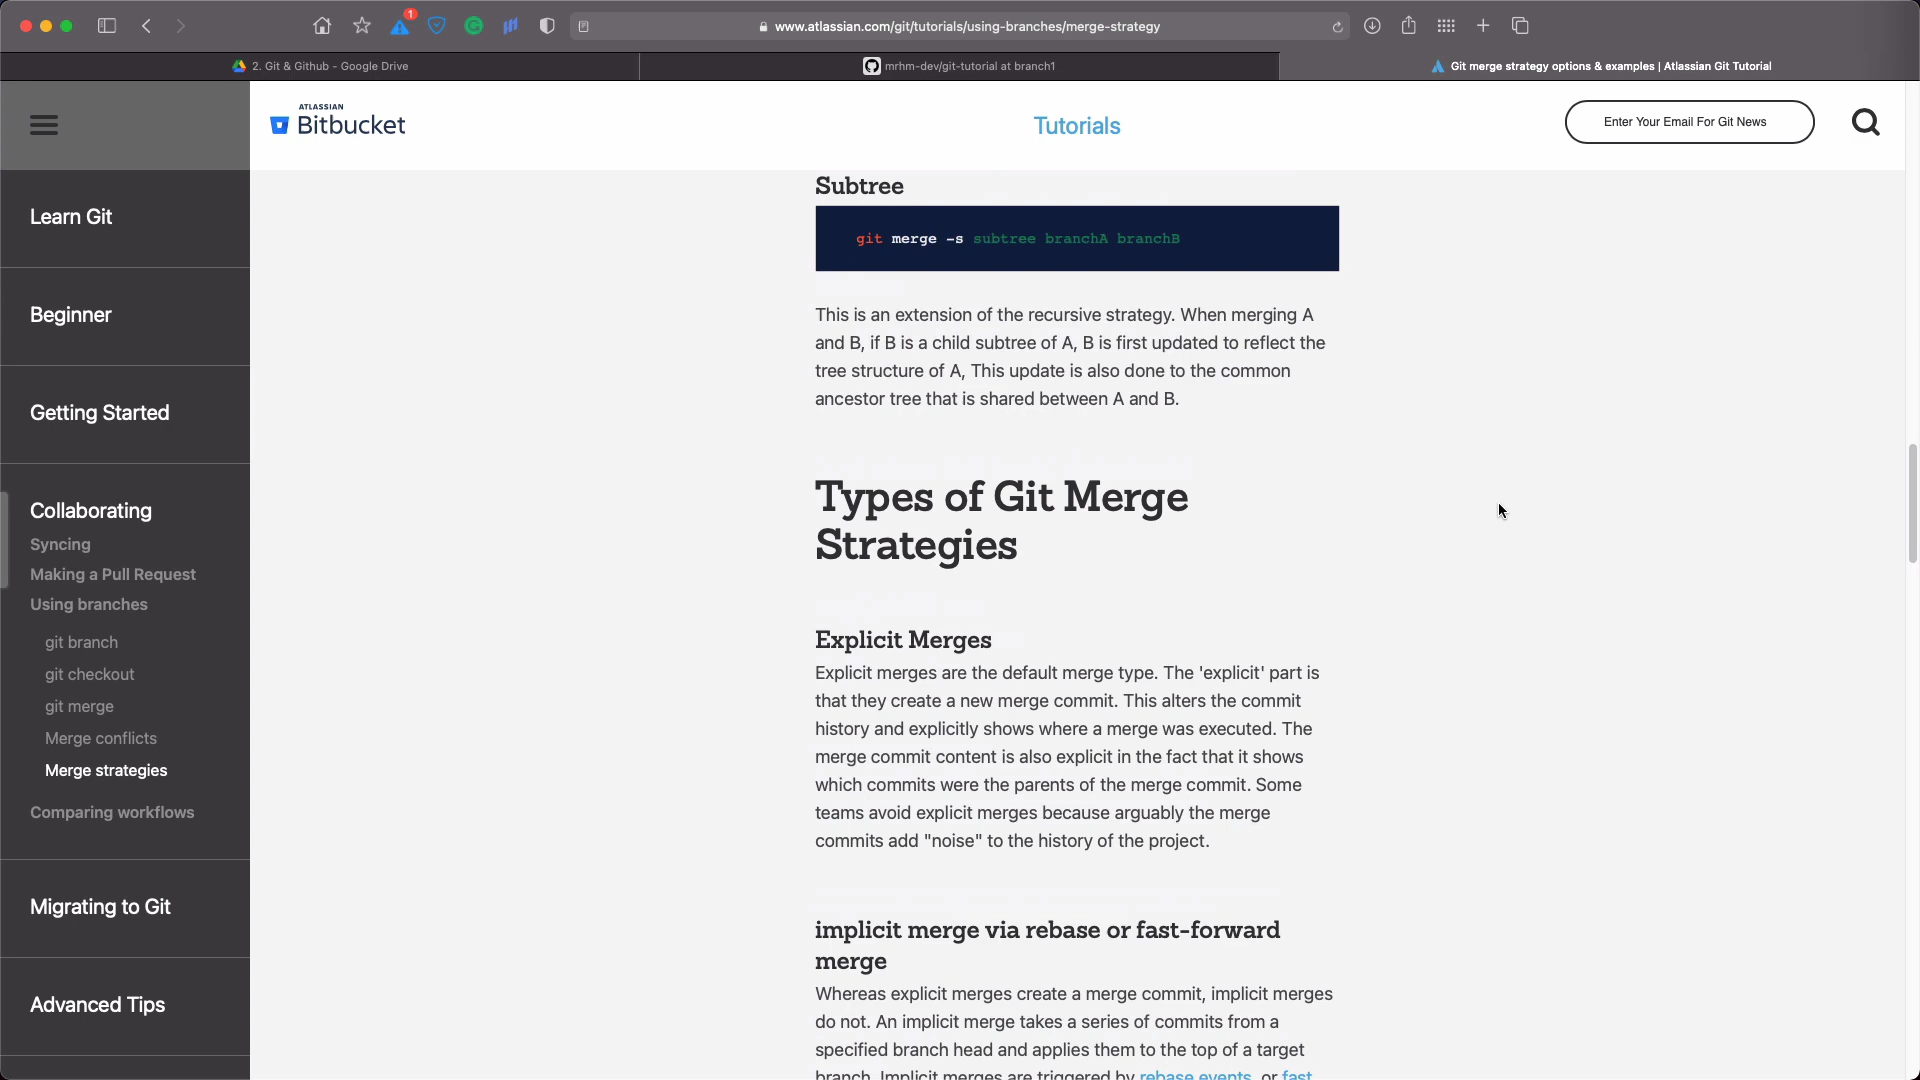 1
www.atlassian.com/git/tutorials/using-branches/merge-strategy
2. Git & Github - Google Drive
mrhm-dev/git-tutorial at branch1
Git merge strategy options & examples | Atlassian Git Tutorial
ATLASSIAN
Bitbucket
Tutorials
Enter Your Email For Git News
Learn Git
Beginner
Getting Started
Collaborating
Syncing
Making a Pull Request
Using branches
git branch
git checkout
git merge
Merge conflicts
Merge strategies
Comparing workflows
Migrating to Git
Advanced Tips
Subtree
git merge -s subtree branchA branchB
This is an extension of the recursive strategy. When merging A
and B, if B is a child subtree of A, B is first updated to reflect the
tree structure of A, This update is also done to the common
ancestor tree that is shared between A and B.
Types of Git Merge
Strategies
Explicit Merges
Explicit merges are the default merge type. The 'explicit' part is
that they create a new merge commit. This alters the commit
history and explicitly shows where a merge was executed. The
merge commit content is also explicit in the fact that it shows
which commits were the parents of the merge commit. Some
teams avoid explicit merges because arguably the merge
commits add "noise" to the history of the project.
implicit merge via rebase or fast-forward
merge
Whereas explicit merges create a merge commit, implicit merges
do not. An implicit merge takes a series of commits from a
specified branch head and applies them to the top of a target
branch. Implicit merges are triggered by rebase events, or fast